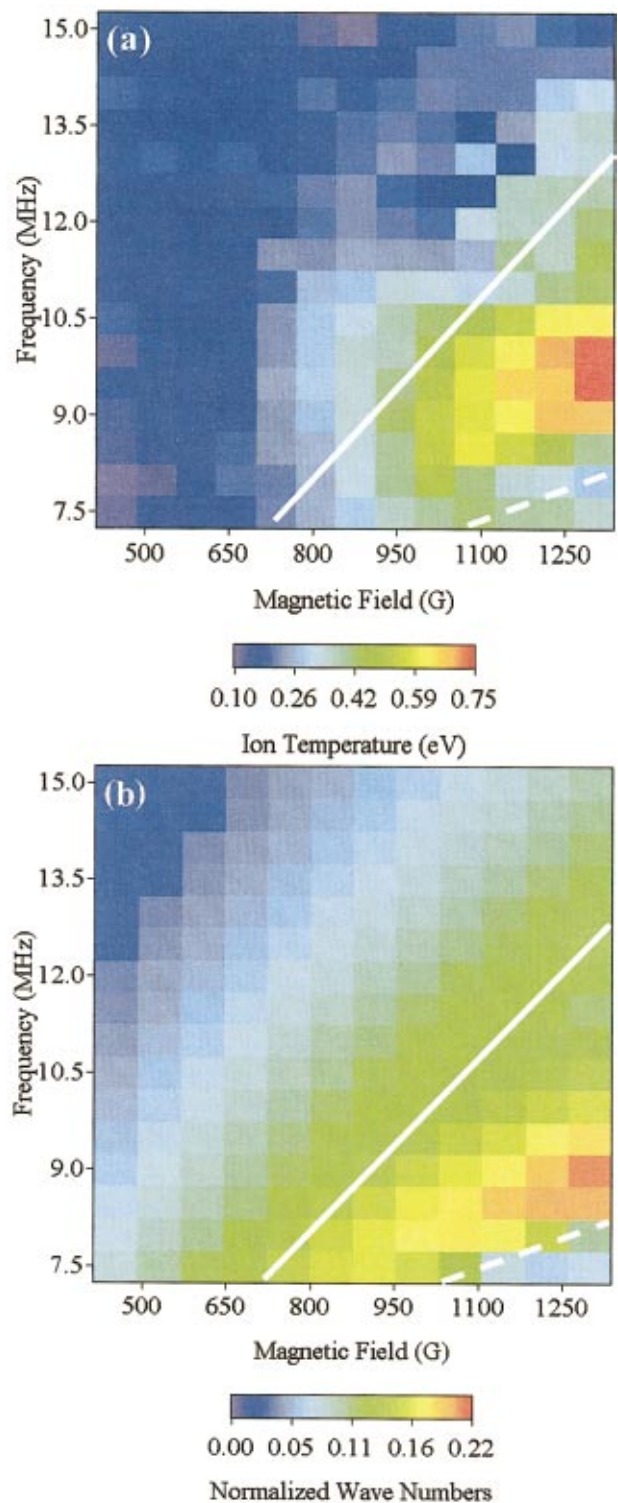 (a)
15.0
13.5
12.0
10.5
9.0
7.5
Frequency (MHz)
500 650 800 950 1100 1250
Magnetic Field (G)
0.10 0.26 0.42 0.59 0.75
Ion Temperature (eV)
(b)
15.0
13.5
12.0
10.5
9.0
7.5
Frequency (MHz)
500 650 800 950 1100 1250
Magnetic Field (G)
0.00 0.05 0.11 0.16 0.22
Normalized Wave Numbers